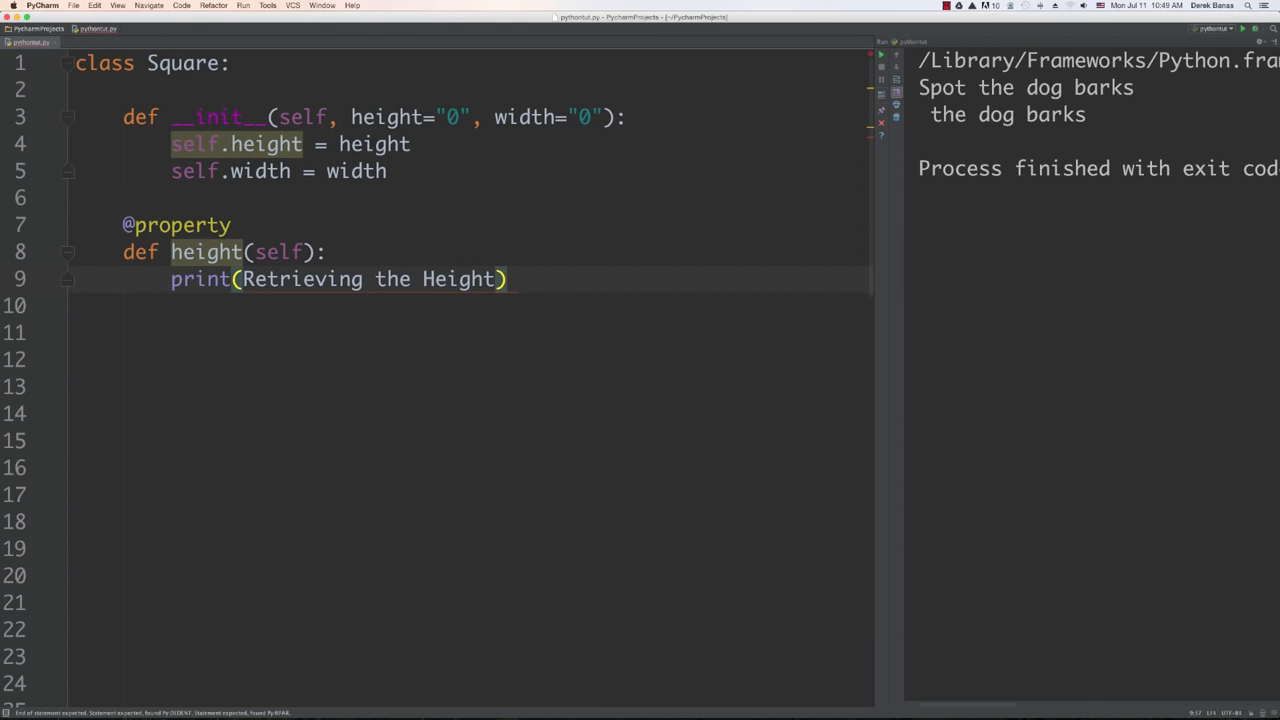 PyCharm File Edit View Navigate Code Refactor Run Tools Window VCS Window Help
10 Mon Jul 11 10:49 AM Derek Banas
pythontut.py - PycharmProjects - [~/PycharmProjects]
PycharmProjects pythontut.py
pythontut
pythontut.py
Run pythontut
1 class Square:
2
3 def __init__(self, height="0", width="0"):
4 self.height = height
5 self.width = width
6
7 @property
8 def height(self):
9 print(Retrieving the Height)
10
11
12
13
14
15
16
17
18
19
20
21
22
23
24
25
/Library/Frameworks/Python.fra
Spot the dog barks
the dog barks
Process finished with exit cod
End of statement expected. Statement expected, found Py:DEDENT. Statement expected, found Py:RPAR.
9:37 LF÷ UTF-8÷